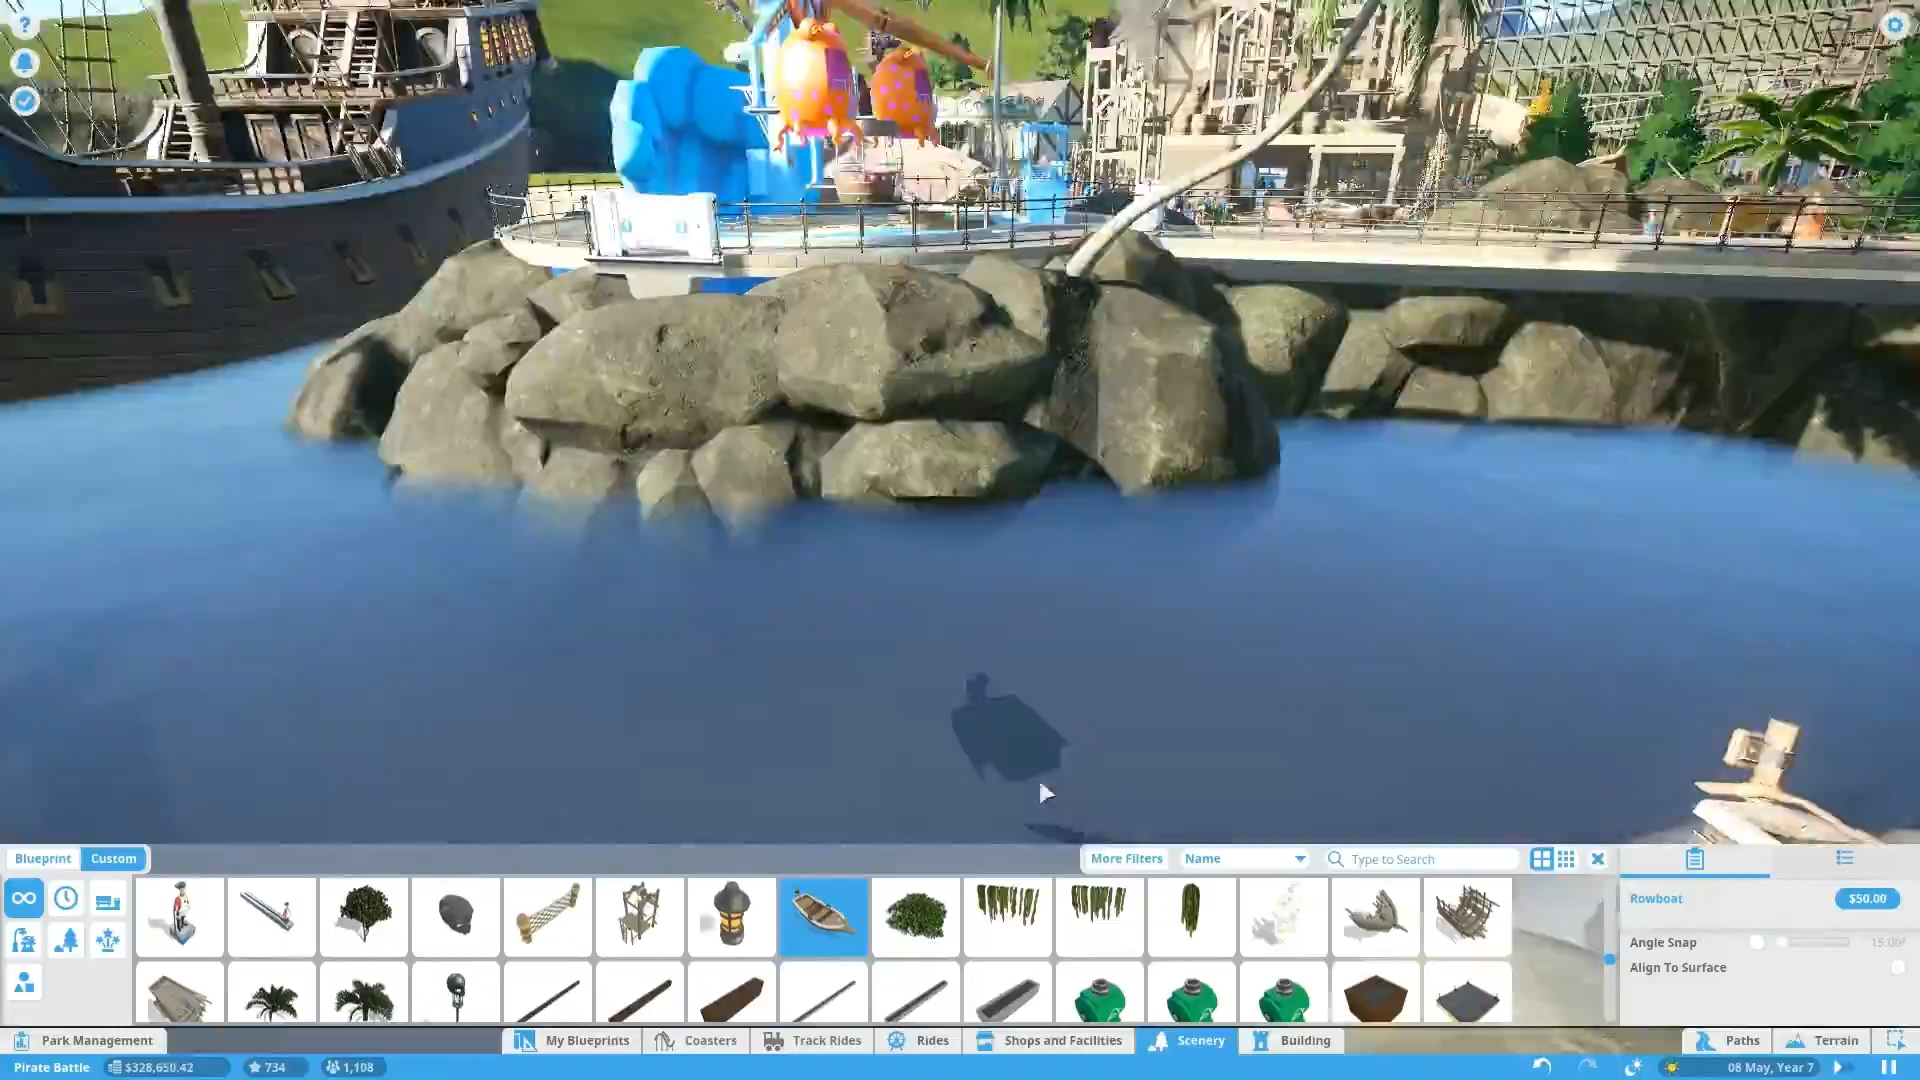 ?
Blueprint Custom
More Filters Name Type to Search
Rowboat $50.00
Angle Snap 15.00°
Align To Surface
Park Management My Blueprints Coasters Track Rides Rides Shops and Facilities Scenery Building Paths Terrain
Pirate Battle $328,650.42 734 1,108 08 May, Year 7